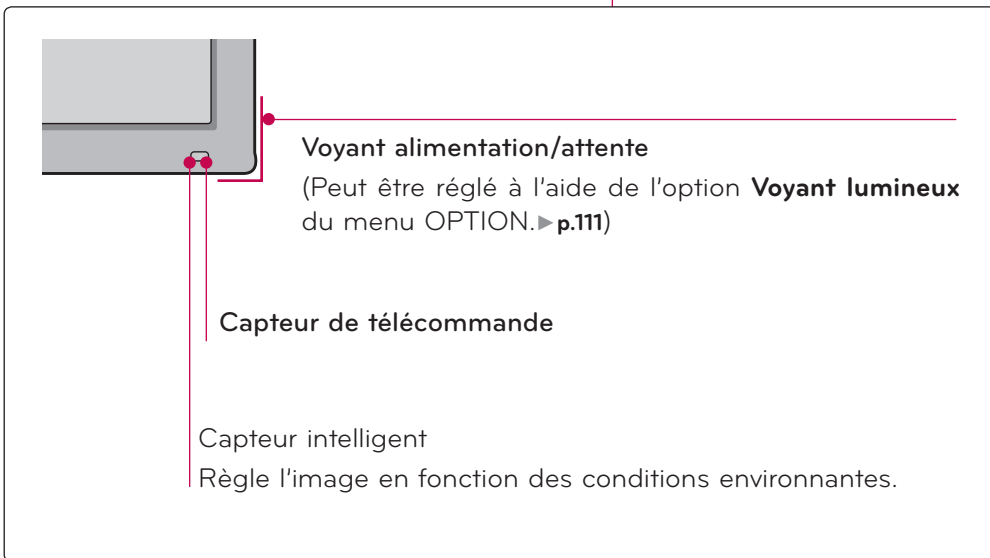 Voyant alimentation/attente
(Peut être réglé à l'aide de l'option Voyant lumineux
du menu OPTION.►p.111)
Capteur de télécommande
Capteur intelligent
Règle l'image en fonction des conditions environnantes.